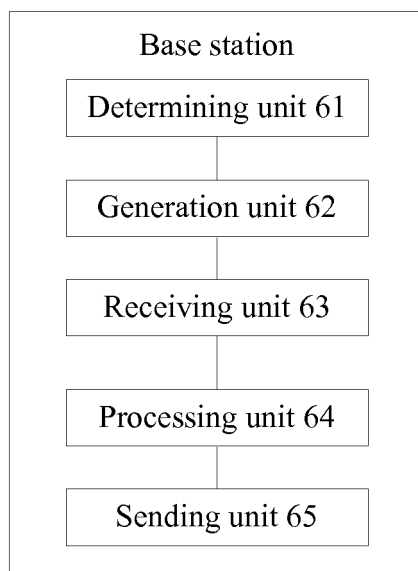 Base station
Determining unit 61
Generation unit 62
Receiving unit 63
Processing unit 64
Sending unit 65